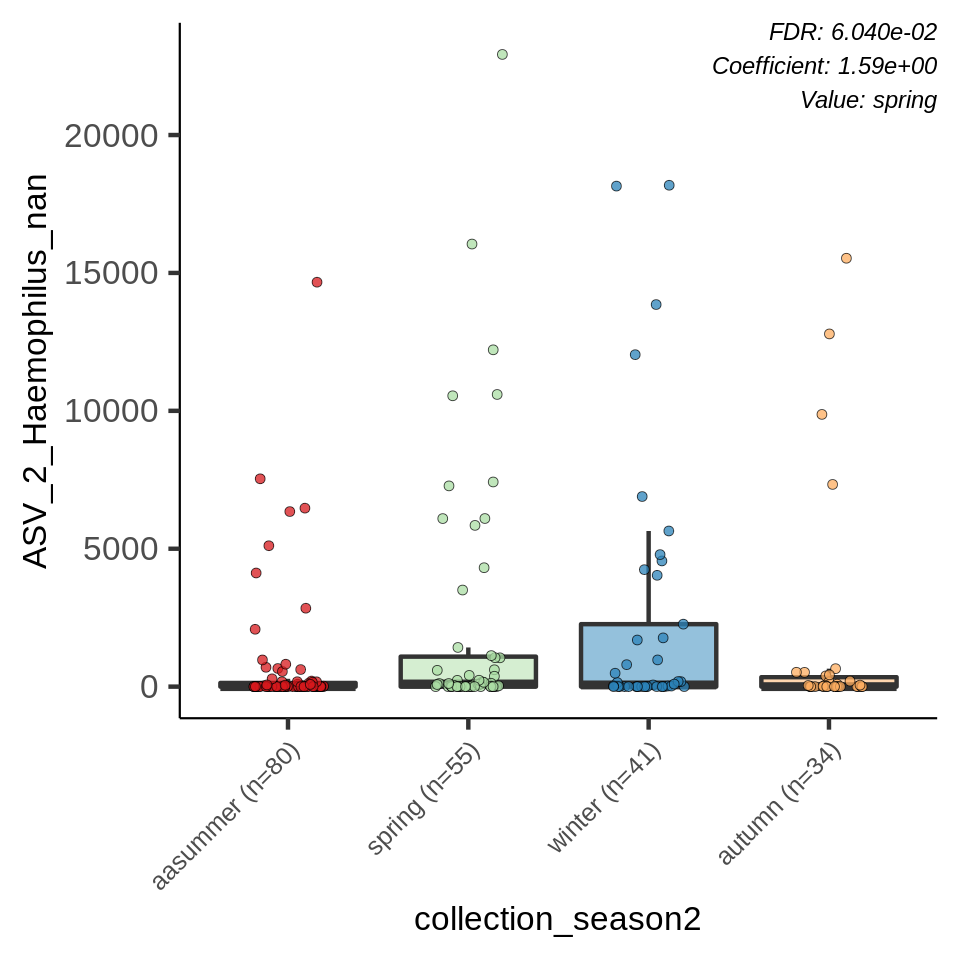 FDR: 6.040e-02
Coefficient: 1.59e+00
Value: spring
ASV_2_Haemophilus_nan
20000
15000
10000
5000
0
aasummer (n=80)
spring (n=55)
winter (n=41)
autumn (n=34)
collection_season2